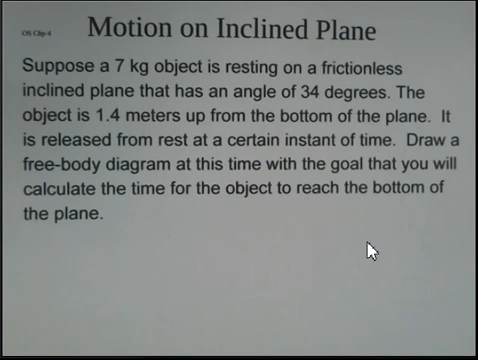 Motion on Inclined Plane
OS Chp 4
Suppose a 7 kg object is resting on a frictionless
inclined plane that has an angle of 34 degrees. The
object is 1.4 meters up from the bottom of the plane. It
is released from rest at a certain instant of time. Draw a
free-body diagram at this time with the goal that you will
calculate the time for the object to reach the bottom of
the plane.